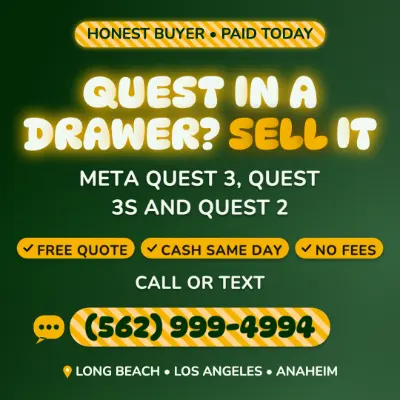 HONEST BUYER • PAID TODAY
QUEST IN A
DRAWER? SELL IT
META QUEST 3, QUEST
3S AND QUEST 2
✓ FREE QUOTE ✓ CASH SAME DAY ✓ NO FEES
CALL OR TEXT
(562) 999-4994
LONG BEACH • LOS ANGELES • ANAHEIM